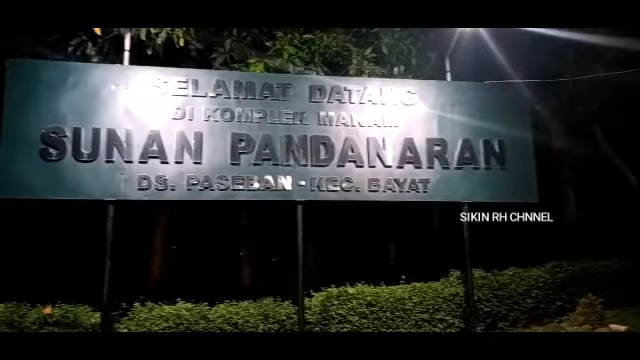 SELAMAT DATANG
DI KOMPLEK MAKAM
SUNAN PANDANARAN
DS. PASEBAN - KEC. BAYAT
SIKIN RH CHNNEL